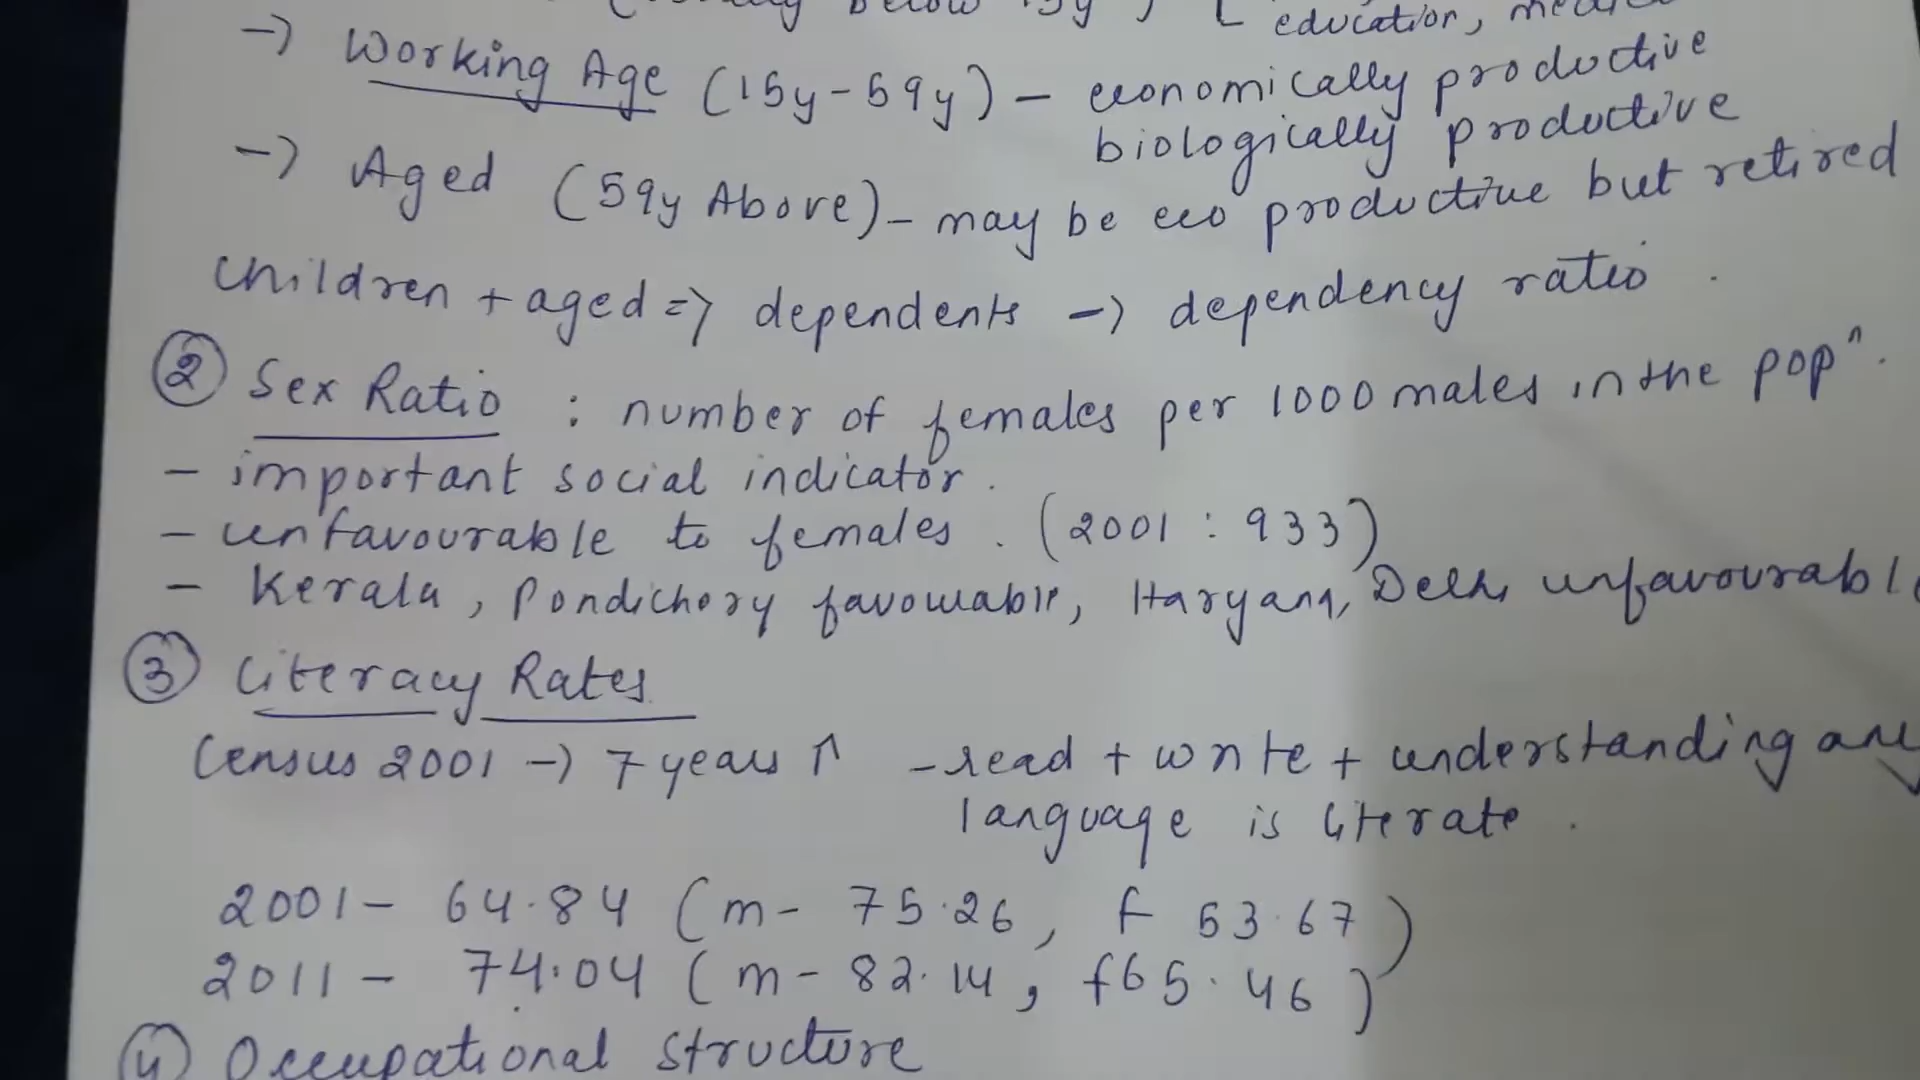 below 15y) [ education,
-> Working Age (15y-59y) - economically productive
biologically productive
-> Aged (59y Above) - may be eco productive but retired
Children + aged => dependents -> dependency ratio.
② Sex Ratio : number of females per 1000 males in the popⁿ.
- important social indicator.
- unfavourable to females. (2001 : 933)
- Kerala, Pondichery favourable, Haryana, Delhi unfavourable
③ Literacy Rates
Census 2001 -> 7 years ↑ - read + write + understanding any
language is literate.
2001 - 64.84 (m - 75.26, f 53.67)
2011 - 74.04 (m - 82.14, f 65.46)
④ Occupational structure